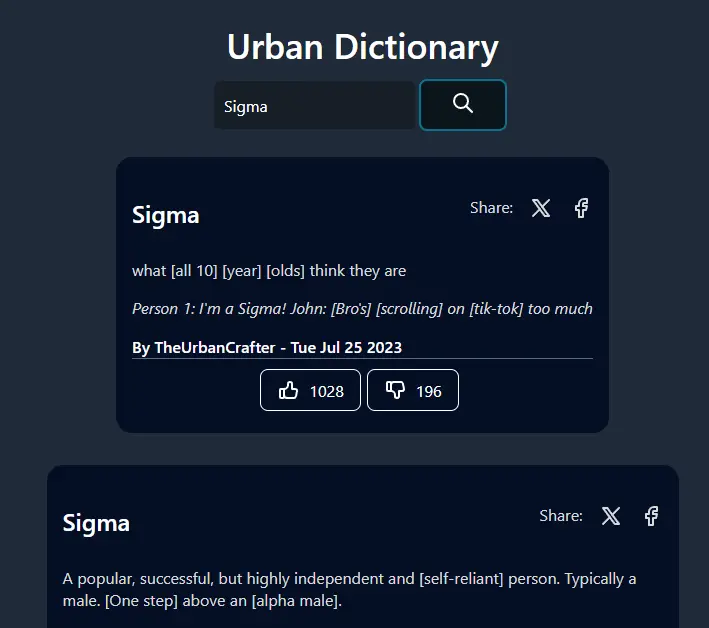 Urban Dictionary
Sigma
Sigma
Share:
what [all 10] [year] [olds] think they are
Person 1: I'm a Sigma! John: [Bro's] [scrolling] on [tik-tok] too much
By TheUrbanCrafter - Tue Jul 25 2023
1028 196
Sigma
Share:
A popular, successful, but highly independent and [self-reliant] person. Typically a
male. [One step] above an [alpha male].